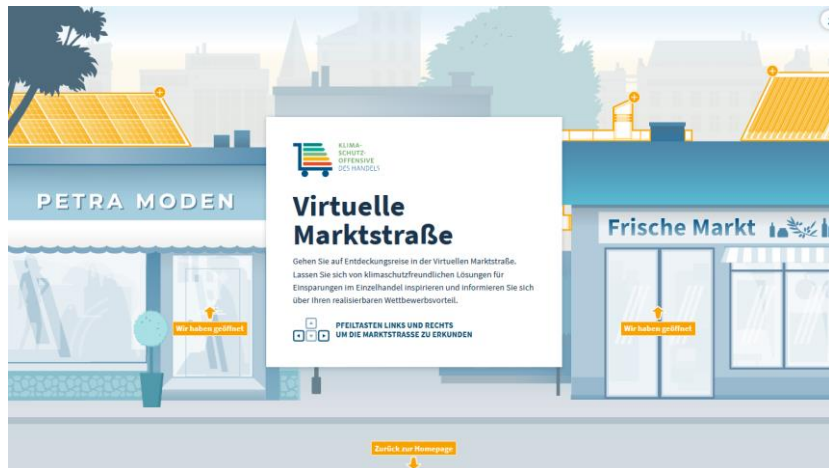 KLIMA-
SCHUTZ-
OFFENSIVE
DES HANDELS
PETRA MODEN
Virtuelle
Marktstraße
Frische Markt
Gehen Sie auf Entdeckungsreise in der Virtuellen Marktstraße.
Lassen Sie sich von klimaschutzfreundlichen Lösungen für
Einsparungen im Einzelhandel inspirieren und informieren Sie sich
über Ihren realisierbaren Wettbewerbsvorteil.
PFEILTASTEN LINKS UND RECHTS
UM DIE MARKTSTRASSE ZU ERKUNDEN
Wir haben geöffnet
Wir haben geöffnet
Zurück zur Homepage